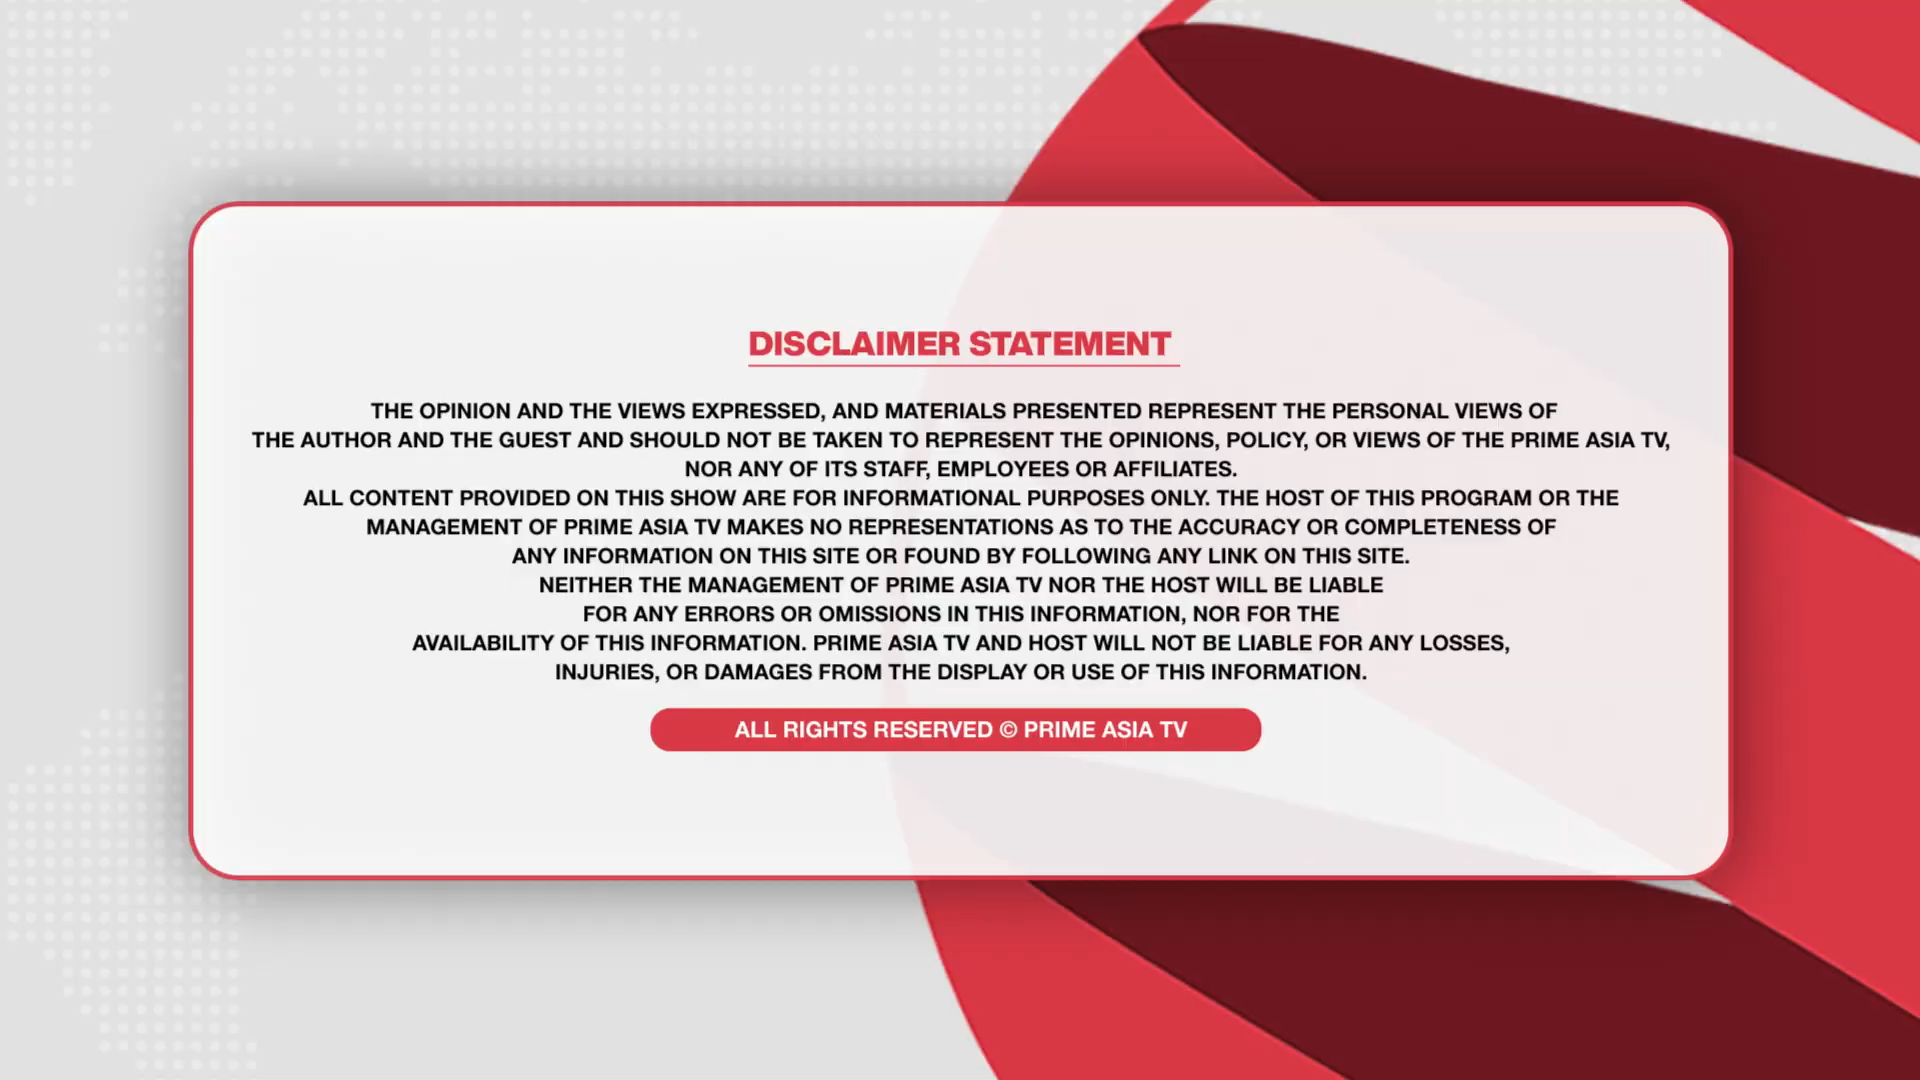 DISCLAIMER STATEMENT
THE OPINION AND THE VIEWS EXPRESSED, AND MATERIALS PRESENTED REPRESENT THE PERSONAL VIEWS OF
THE AUTHOR AND THE GUEST AND SHOULD NOT BE TAKEN TO REPRESENT THE OPINIONS, POLICY, OR VIEWS OF THE PRIME ASIA TV,
NOR ANY OF ITS STAFF, EMPLOYEES OR AFFILIATES.
ALL CONTENT PROVIDED ON THIS SHOW ARE FOR INFORMATIONAL PURPOSES ONLY. THE HOST OF THIS PROGRAM OR THE
MANAGEMENT OF PRIME ASIA TV MAKES NO REPRESENTATIONS AS TO THE ACCURACY OR COMPLETENESS OF
ANY INFORMATION ON THIS SITE OR FOUND BY FOLLOWING ANY LINK ON THIS SITE.
NEITHER THE MANAGEMENT OF PRIME ASIA TV NOR THE HOST WILL BE LIABLE
FOR ANY ERRORS OR OMISSIONS IN THIS INFORMATION, NOR FOR THE
AVAILABILITY OF THIS INFORMATION. PRIME ASIA TV AND HOST WILL NOT BE LIABLE FOR ANY LOSSES,
INJURIES, OR DAMAGES FROM THE DISPLAY OR USE OF THIS INFORMATION.
ALL RIGHTS RESERVED © PRIME ASIA TV